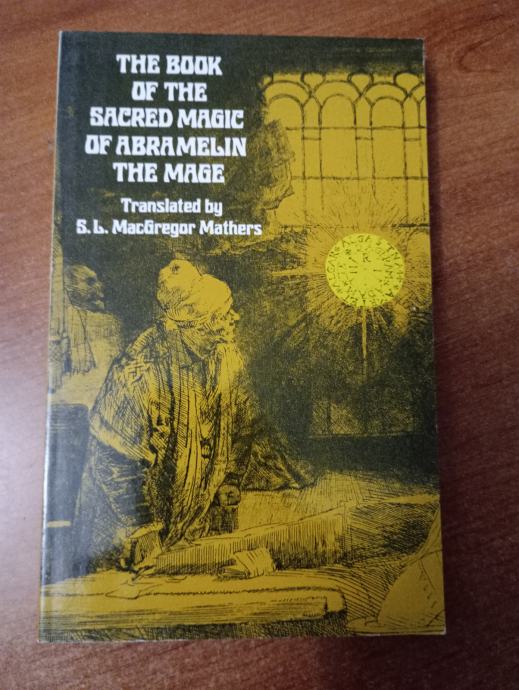 THE BOOK
OF THE
SACRED MAGIC
OF ABRAMELIN
THE MAGE
Translated by
S. L. MacGregor Mathers